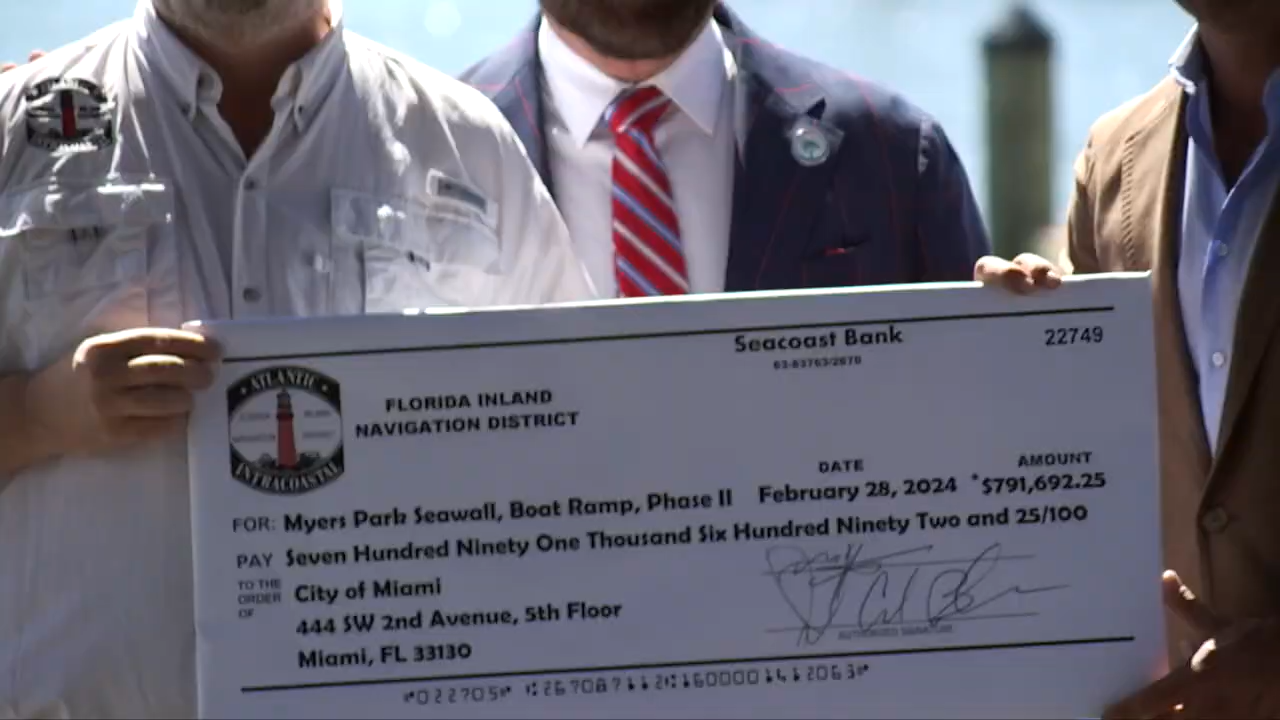 Seacoast Bank
22749
63-83763/2670
ATLANTIC
INTRACOASTAL
FLORIDA INLAND
NAVIGATION DISTRICT
DATE
AMOUNT
FOR: Myers Park Seawall, Boat Ramp, Phase II February 28, 2024 *$791,692.25
PAY Seven Hundred Ninety One Thousand Six Hundred Ninety Two and 25/100
TO THE
ORDER
OF
City of Miami
444 SW 2nd Avenue, 5th Floor
Miami, FL 33130
AUTHORIZED SIGNATURE